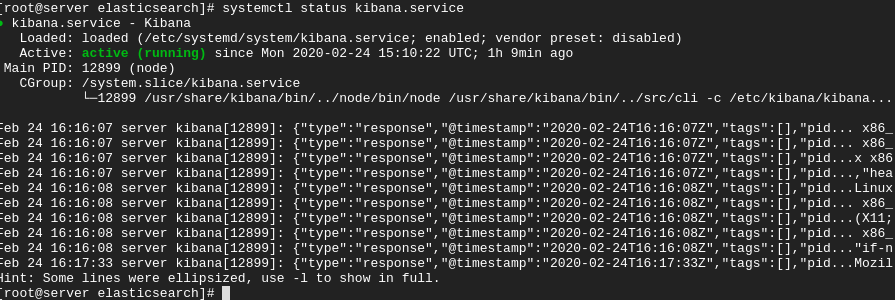 [root@server elasticsearch]# systemctl status kibana.service
● kibana.service - Kibana
   Loaded: loaded (/etc/systemd/system/kibana.service; enabled; vendor preset: disabled)
   Active: active (running) since Mon 2020-02-24 15:10:22 UTC; 1h 9min ago
 Main PID: 12899 (node)
   CGroup: /system.slice/kibana.service
           └─12899 /usr/share/kibana/bin/../node/bin/node /usr/share/kibana/bin/../src/cli -c /etc/kibana/kibana...

Feb 24 16:16:07 server kibana[12899]: {"type":"response","@timestamp":"2020-02-24T16:16:07Z","tags":[],"pid... x86_
Feb 24 16:16:07 server kibana[12899]: {"type":"response","@timestamp":"2020-02-24T16:16:07Z","tags":[],"pid... x86_
Feb 24 16:16:07 server kibana[12899]: {"type":"response","@timestamp":"2020-02-24T16:16:07Z","tags":[],"pid...x x86
Feb 24 16:16:07 server kibana[12899]: {"type":"response","@timestamp":"2020-02-24T16:16:07Z","tags":[],"pid...,"hea
Feb 24 16:16:08 server kibana[12899]: {"type":"response","@timestamp":"2020-02-24T16:16:08Z","tags":[],"pid...Linux
Feb 24 16:16:08 server kibana[12899]: {"type":"response","@timestamp":"2020-02-24T16:16:08Z","tags":[],"pid... x86_
Feb 24 16:16:08 server kibana[12899]: {"type":"response","@timestamp":"2020-02-24T16:16:08Z","tags":[],"pid...(X11;
Feb 24 16:16:08 server kibana[12899]: {"type":"response","@timestamp":"2020-02-24T16:16:08Z","tags":[],"pid... x86_
Feb 24 16:16:08 server kibana[12899]: {"type":"response","@timestamp":"2020-02-24T16:16:08Z","tags":[],"pid..."if-n
Feb 24 16:17:33 server kibana[12899]: {"type":"response","@timestamp":"2020-02-24T16:17:33Z","tags":[],"pid...Mozil
Hint: Some lines were ellipsized, use -l to show in full.
[root@server elasticsearch]#